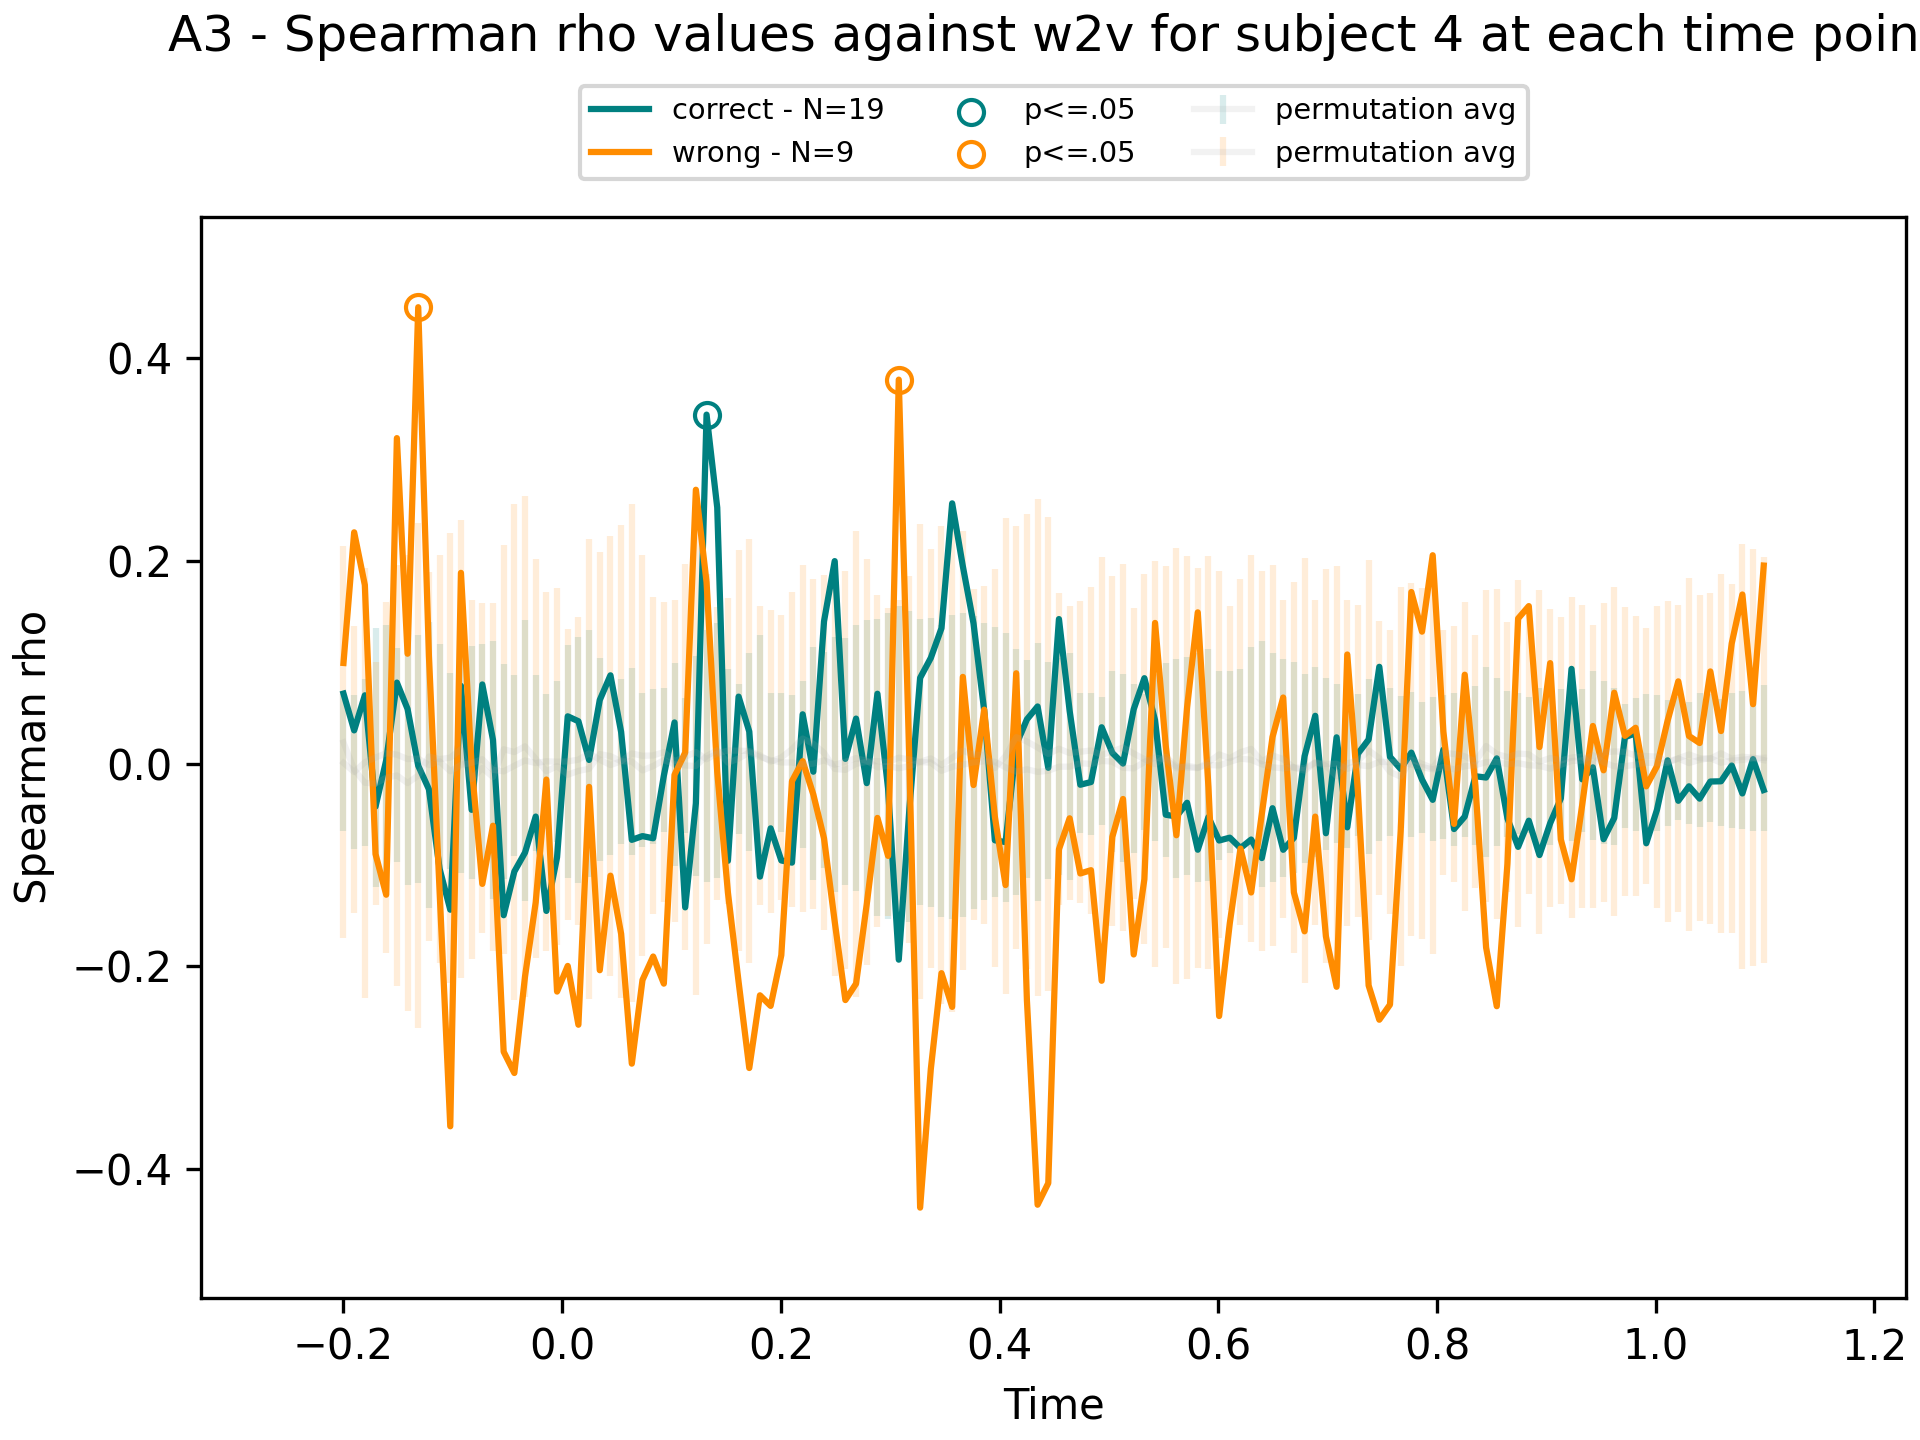 A3 - Spearman rho values against w2v for subject 4 at each time poin
correct - N=19
wrong - N=9
p<=.05
p<=.05
permutation avg
permutation avg
Spearman rho
0.4
0.2
0.0
−0.2
−0.4
−0.2 0.0 0.2 0.4 0.6 0.8 1.0 1.2
Time